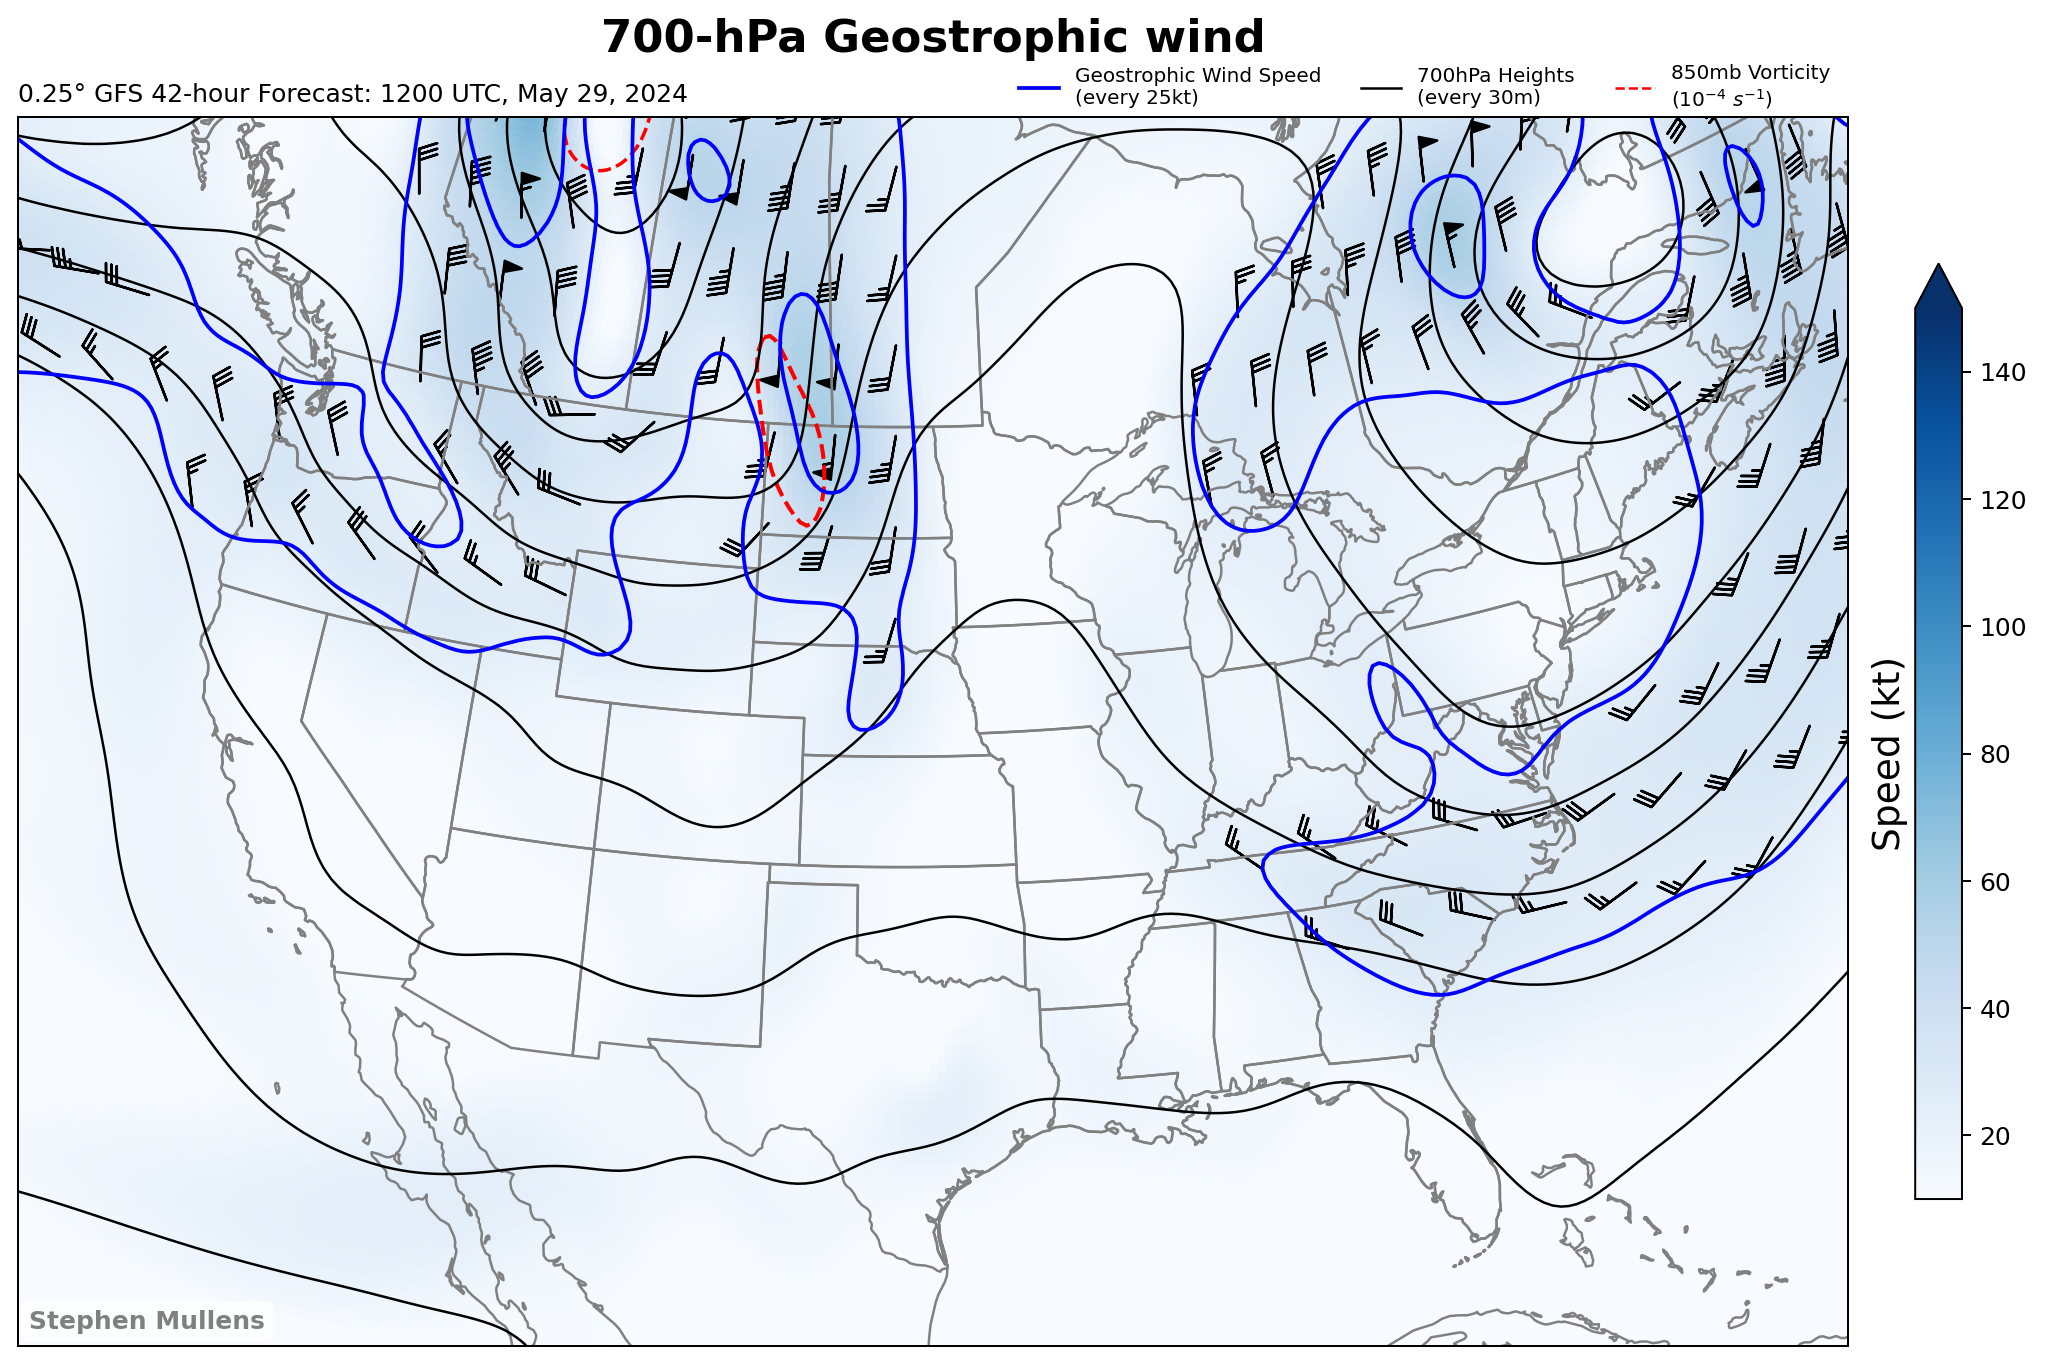 700-hPa Geostrophic wind
0.25° GFS 42-hour Forecast: 1200 UTC, May 29, 2024
Geostrophic Wind Speed
(every 25kt)
700hPa Heights
(every 30m)
850mb Vorticity
(10⁻⁴ s⁻¹)
140
120
100
80
60
40
20
Speed (kt)
Stephen Mullens